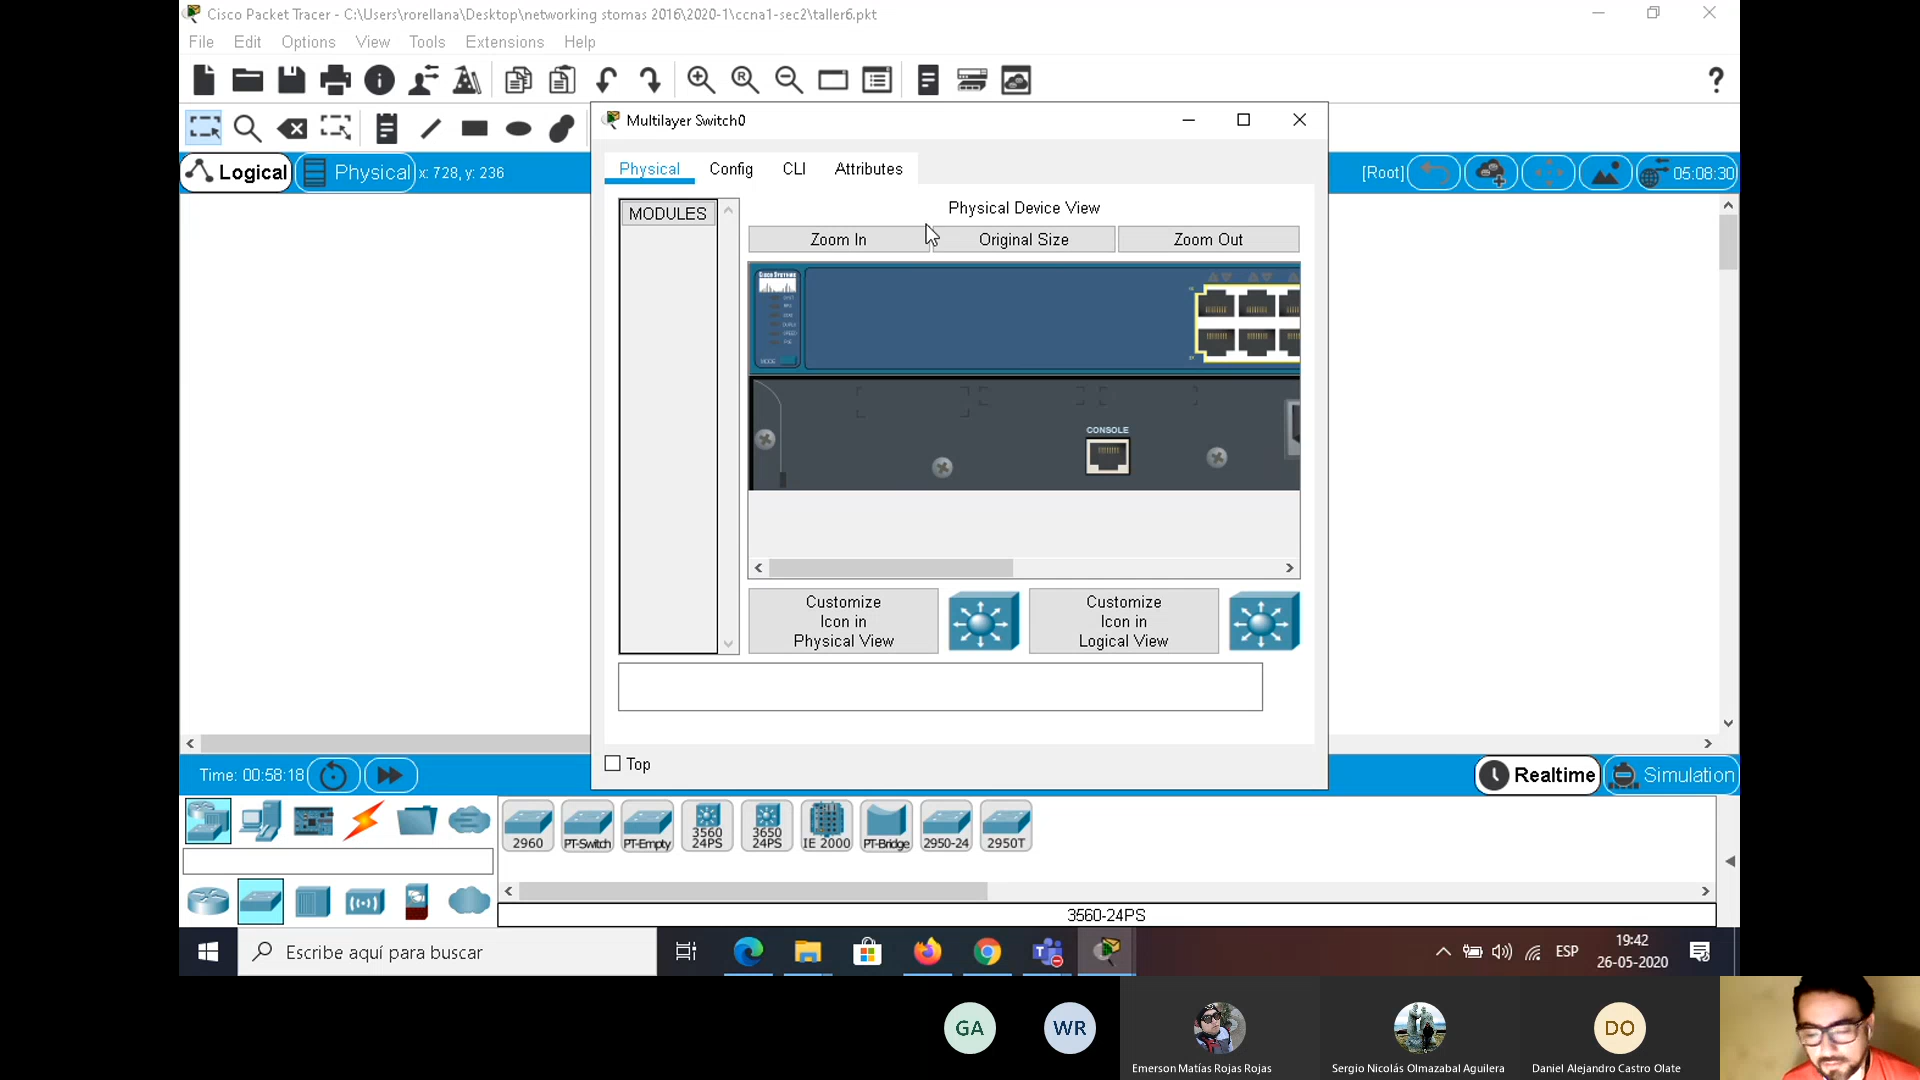 Cisco Packet Tracer - C:\Users\rorellana\Desktop\networking stomas 2016\2020-1\ccna1-sec2\taller6.pkt
File Edit Options View Tools Extensions Help
Multilayer Switch0
Logical
Physical
x: 728, y: 236
Physical Config CLI Attributes
[Root]
05:08:30
MODULES
Physical Device View
Zoom In
Original Size
Zoom Out
CISCO SYSTEMS
MODE
CONSOLE
Customize
Icon in
Physical View
Customize
Icon in
Logical View
Top
Time: 00:58:18
Realtime
Simulation
2960
PT-Switch
PT-Empty
3560
24PS
3650
24PS
IE 2000
PT-Bridge
2950-24
2950T
3560-24PS
Escribe aquí para buscar
ESP
19:42
26-05-2020
GA
WR
DO
Emerson Matías Rojas Rojas
Sergio Nicolás Olmazabal Aguilera
Daniel Alejandro Castro Olate